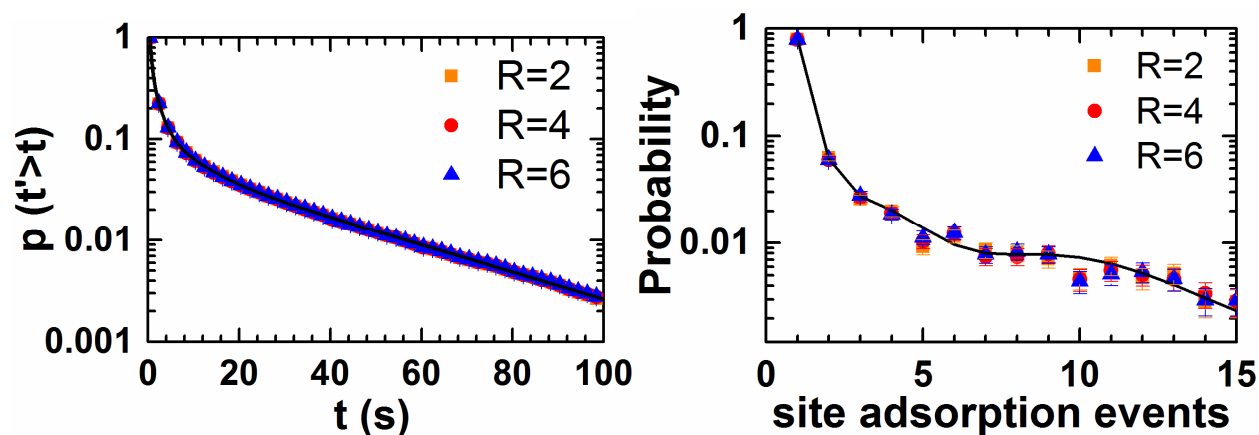 1
0.1
0.01
0.001
p (t'>t)
R=2
R=4
R=6
0 20 40 60 80 100
t (s)
1
0.1
0.01
Probability
R=2
R=4
R=6
0 5 10 15
site adsorption events